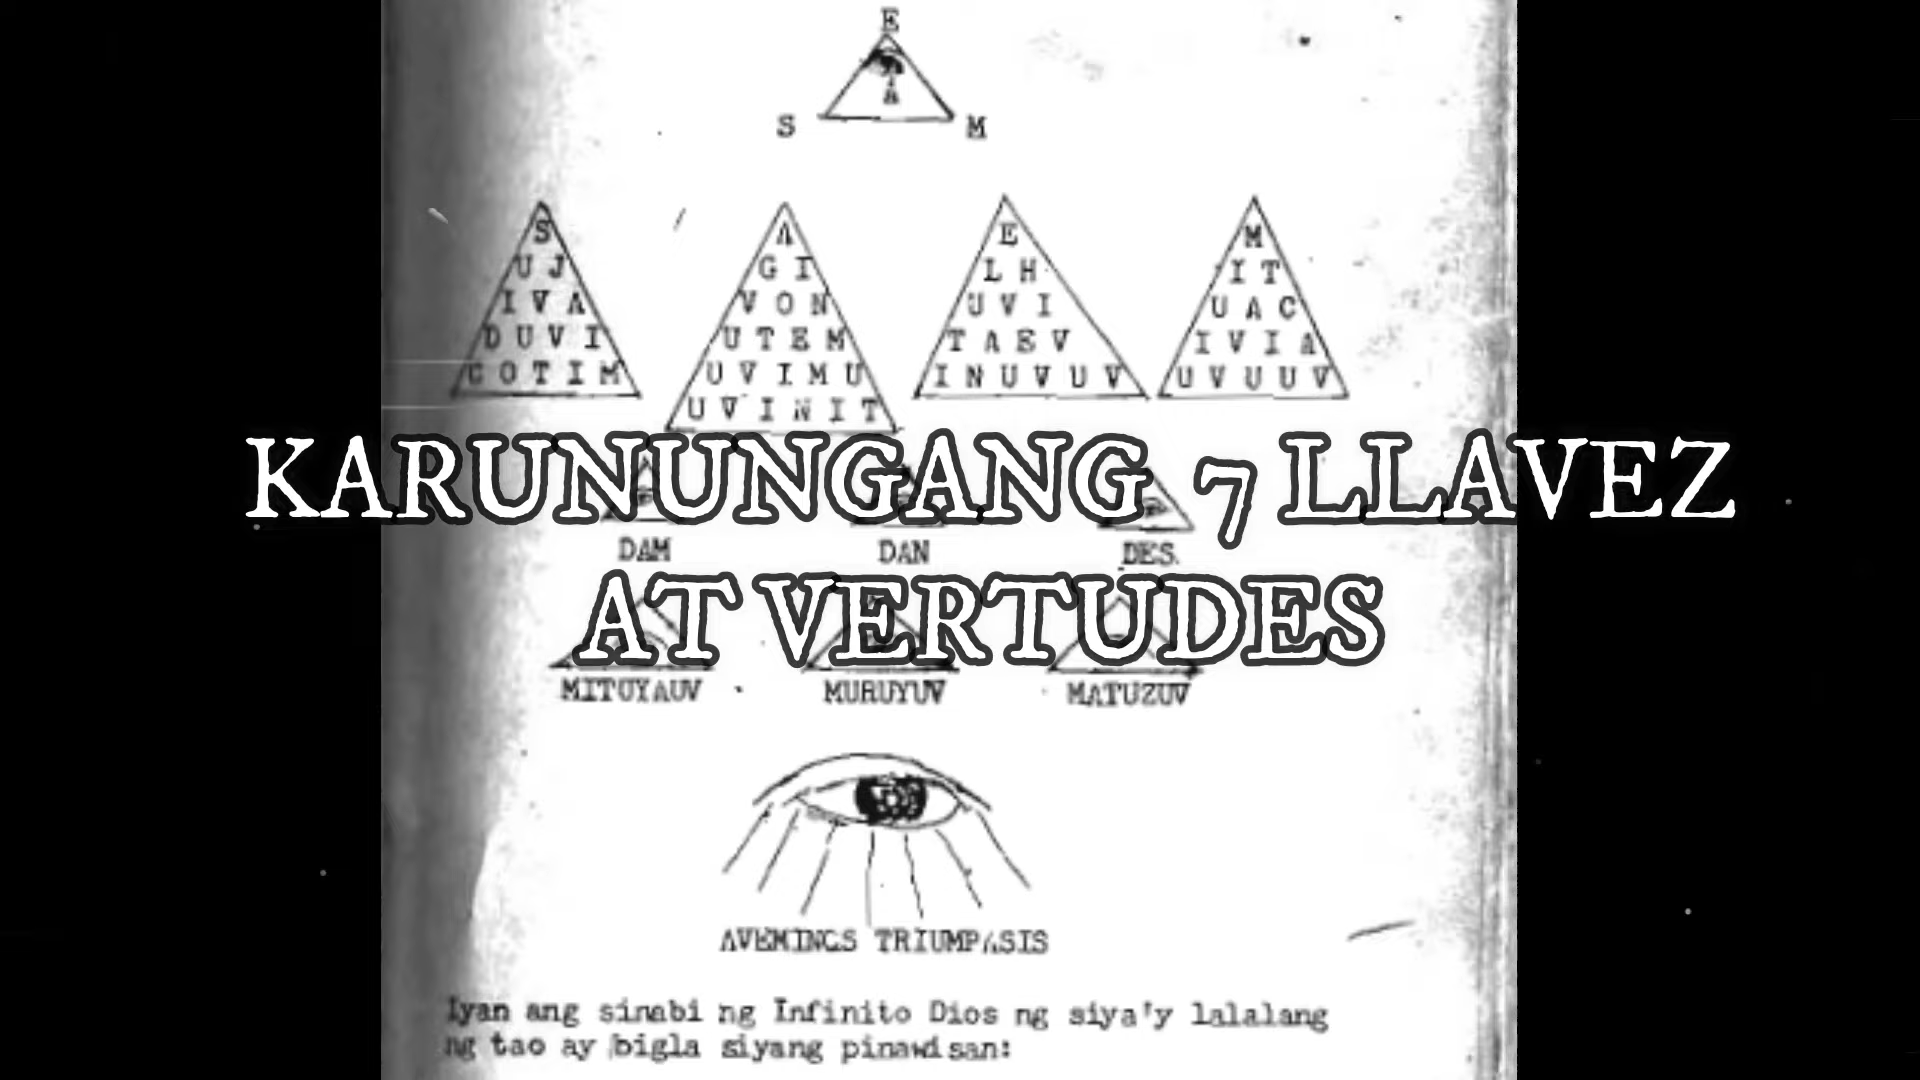 E
A
S M
S
U J
I V A
D U V I
C O T I M
A
G I
V O N
U T E M
U V I M U
U V I N I T
E
L H
U V I
T A E V
I N U V U V
M
I T
U A C
I V I A
U V U U V
KARUNUNGANG 7 LLAVEZ
DAM DAN DES.
AT VERTUDES
MITUYAUV MURUYUV MATUZUV
AVEMINCS TRIUMPASIS
Iyan ang sinabi ng Infinito Dios ng siya'y lalalang
ng tao ay bigla siyang pinawisan: